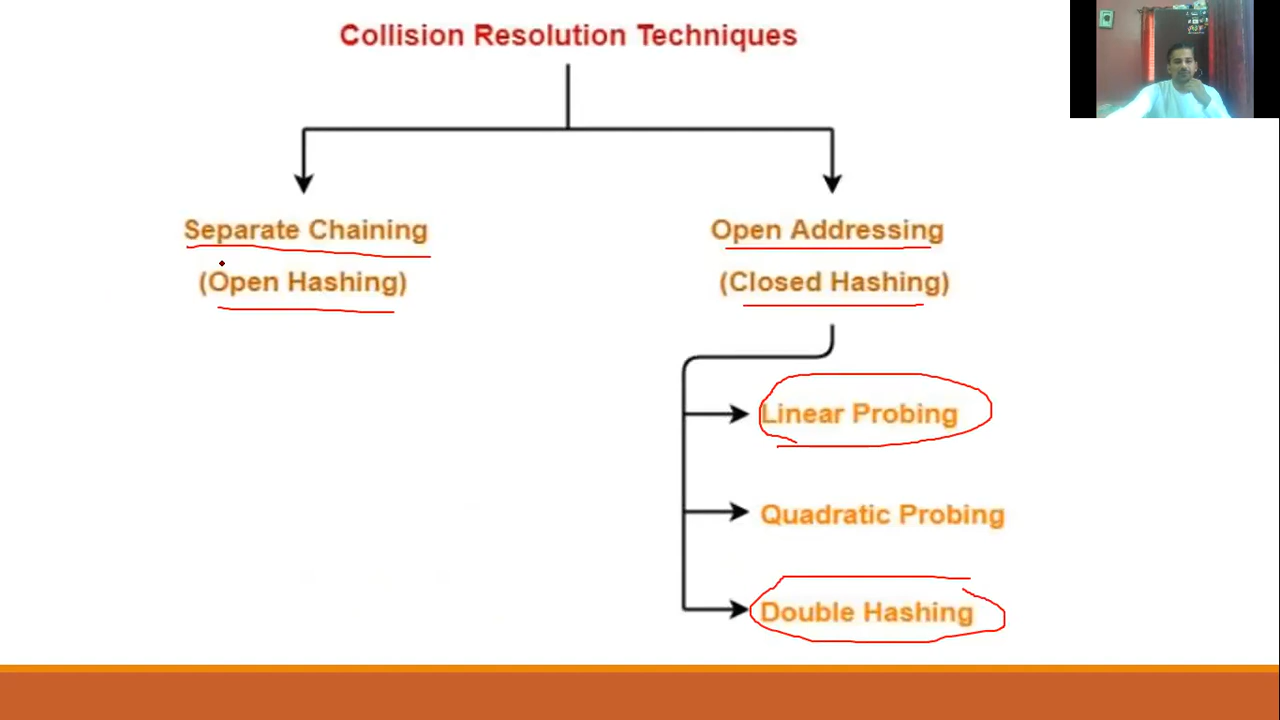 Collision Resolution Techniques
Separate Chaining
(Open Hashing)
Open Addressing
(Closed Hashing)
Linear Probing
Quadratic Probing
Double Hashing